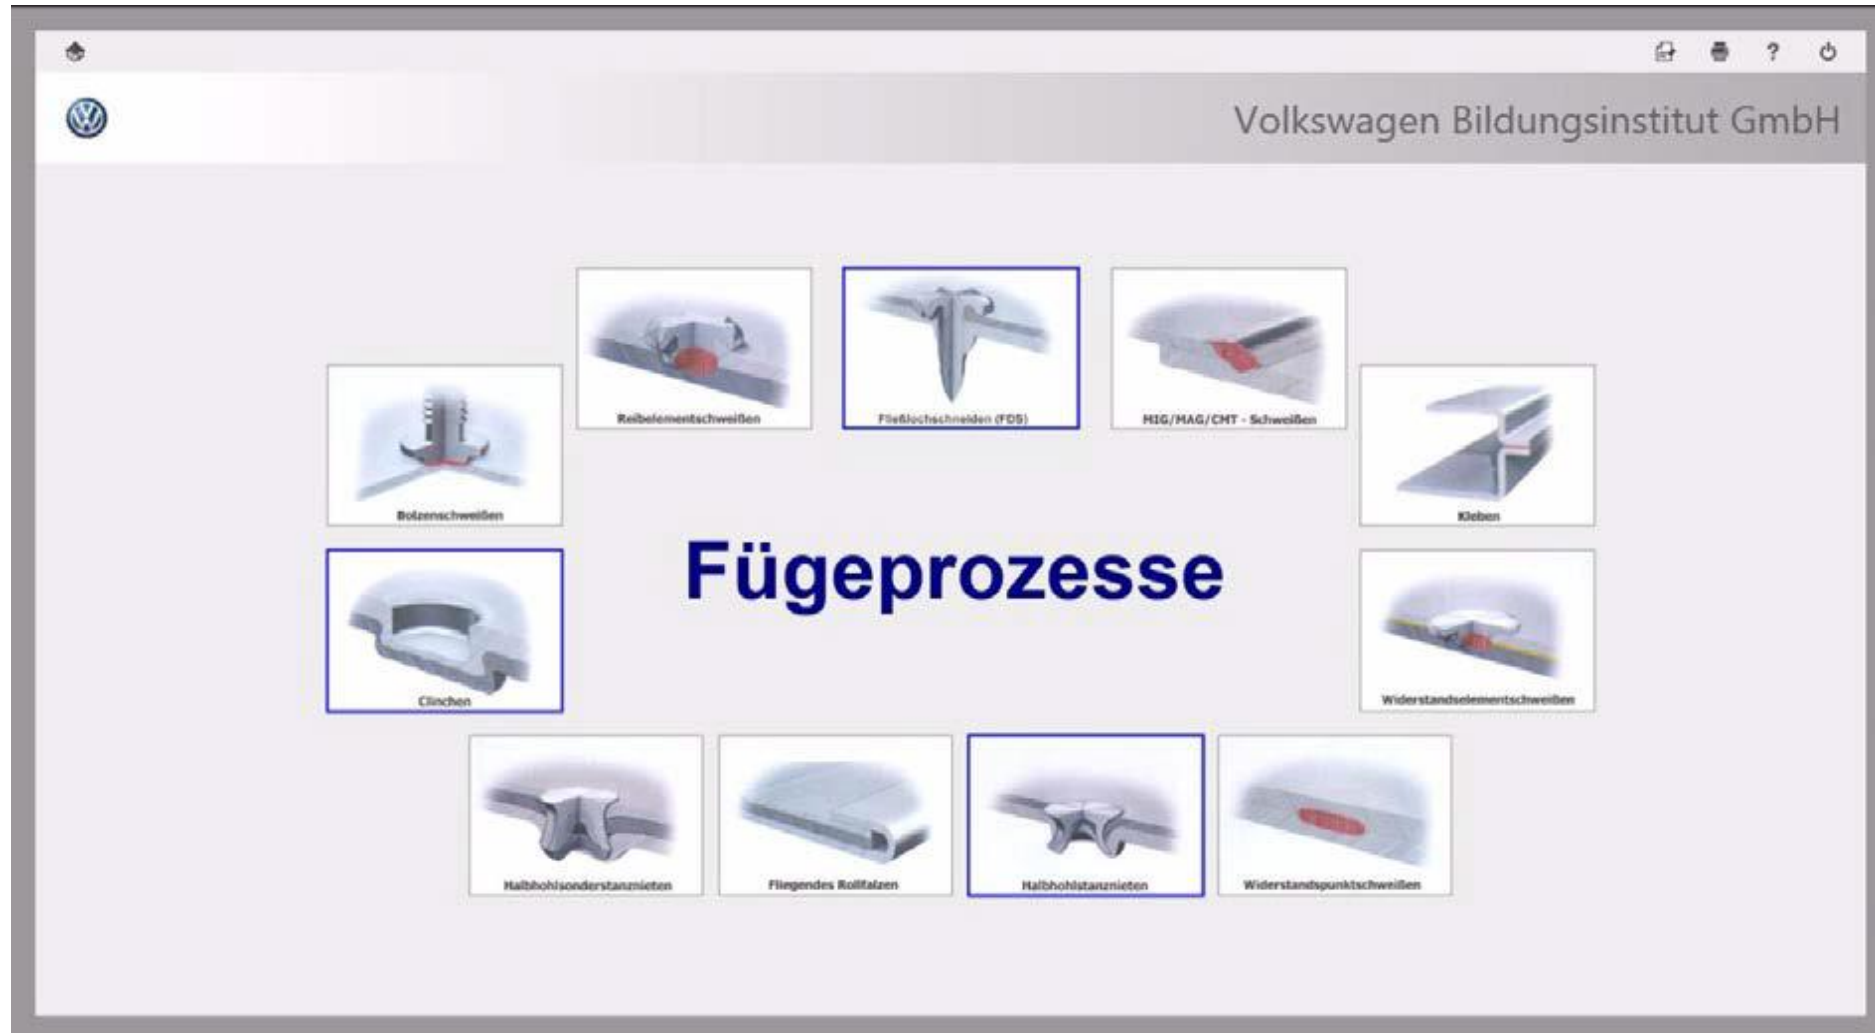 ?
Volkswagen Bildungsinstitut GmbH
Reibelementschweißen
Fließlochschneiden (FDS)
MIG/MAG/CMT - Schweißen
Bolzenschweißen
Kleben
Fügeprozesse
Clinchen
Widerstandselementschweißen
Halbhohlsonderstanznieten
Fliegendes Rollfalzen
Halbhohlstanznieten
Widerstandspunktschweißen